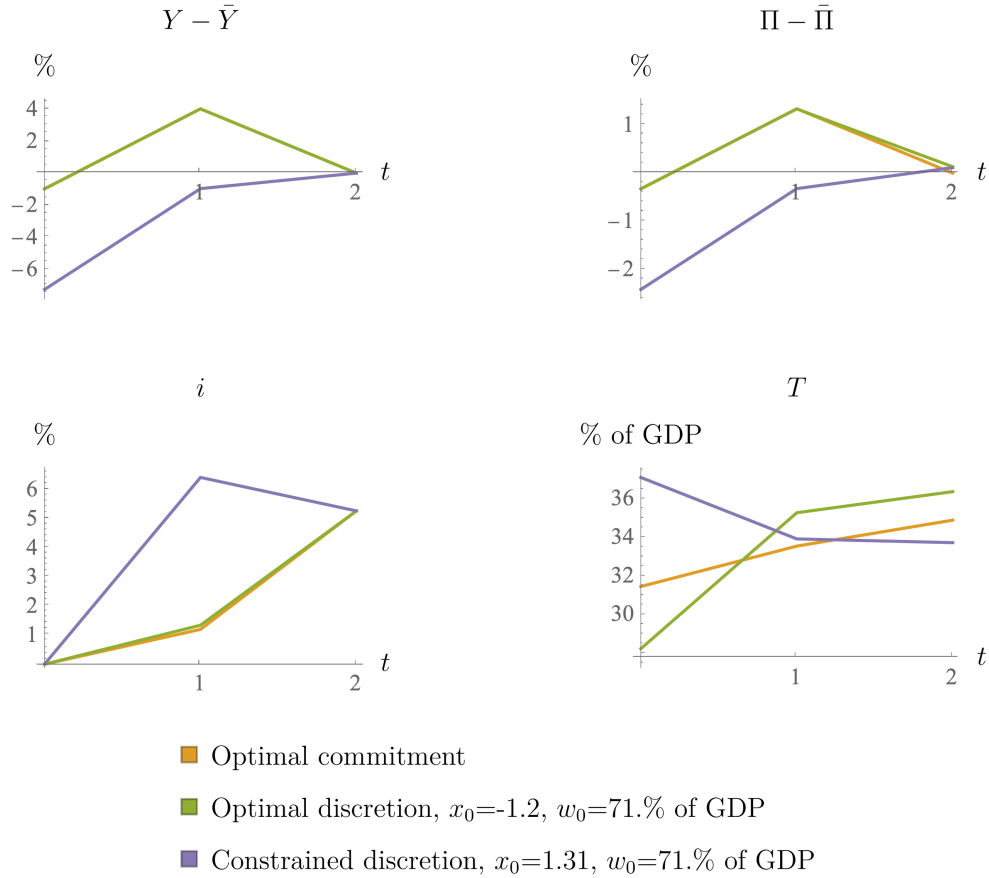 Y − Ȳ
%
4
2
−2
−4
−6
1
2
t
Π − Π̄
%
1
−1
−2
1
2
t
i
%
6
5
4
3
2
1
1
2
t
T
% of GDP
36
34
32
30
1
2
t
Optimal commitment
Optimal discretion, x₀=-1.2, w₀=71.% of GDP
Constrained discretion, x₀=1.31, w₀=71.% of GDP